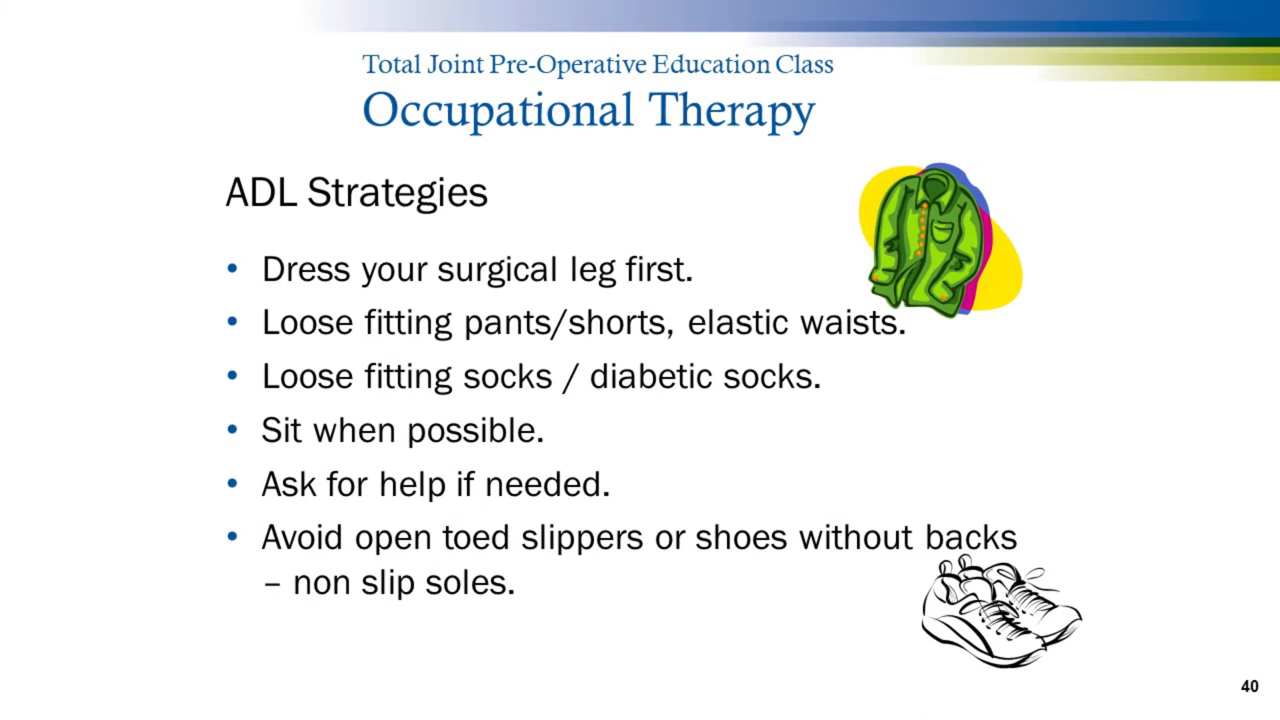 Total Joint Pre-Operative Education Class
Occupational Therapy
ADL Strategies
• Dress your surgical leg first.
• Loose fitting pants/shorts, elastic waists.
• Loose fitting socks / diabetic socks.
• Sit when possible.
• Ask for help if needed.
• Avoid open toed slippers or shoes without backs
– non slip soles.
40